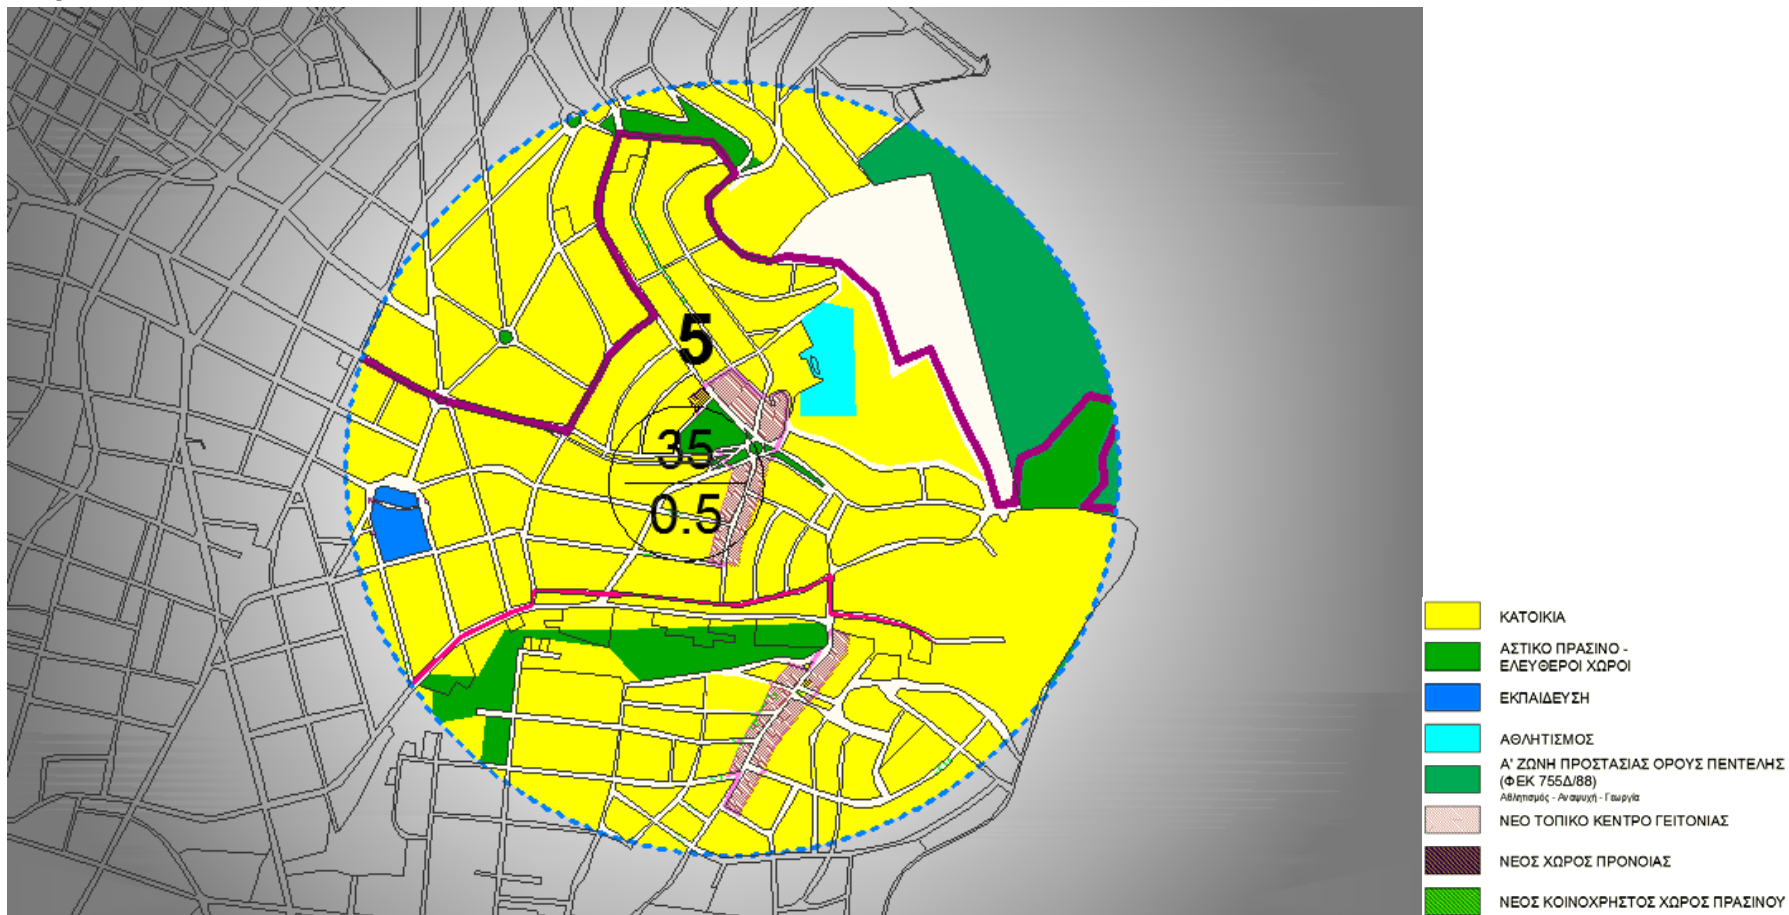 5
35
0.5
ΚΑΤΟΙΚΙΑ
ΑΣΤΙΚΟ ΠΡΑΣΙΝΟ -
ΕΛΕΥΘΕΡΟΙ ΧΩΡΟΙ
ΕΚΠΑΙΔΕΥΣΗ
ΑΘΛΗΤΙΣΜΟΣ
Α' ΖΩΝΗ ΠΡΟΣΤΑΣΙΑΣ ΟΡΟΥΣ ΠΕΝΤΕΛΗΣ
(ΦΕΚ 755Δ/88)
Αθλητισμός - Αναψυχή - Γεωργία
ΝΕΟ ΤΟΠΙΚΟ ΚΕΝΤΡΟ ΓΕΙΤΟΝΙΑΣ
ΝΕΟΣ ΧΩΡΟΣ ΠΡΟΝΟΙΑΣ
ΝΕΟΣ ΚΟΙΝΟΧΡΗΣΤΟΣ ΧΩΡΟΣ ΠΡΑΣΙΝΟΥ